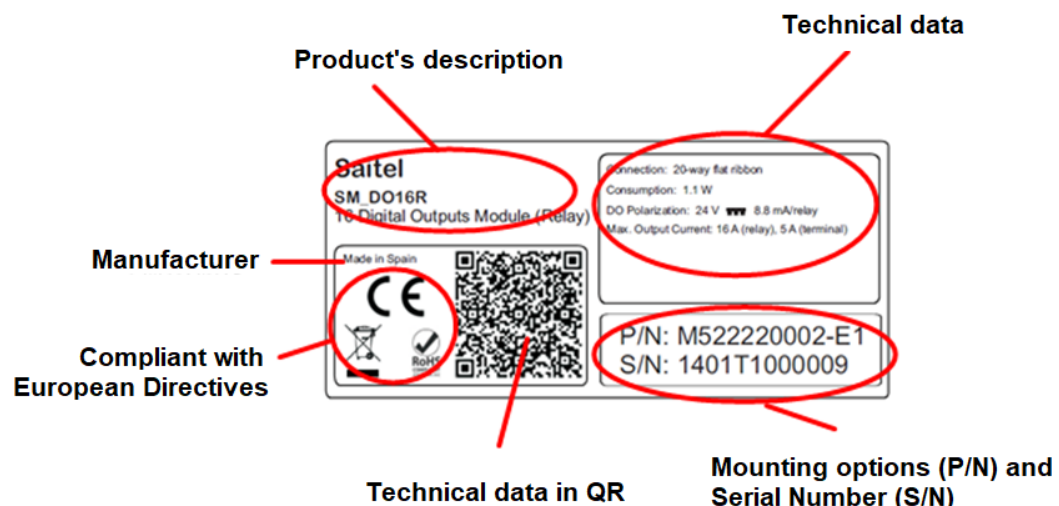 Technical data
Product's description
Saitel
SM_DO16R
16 Digital Outputs Module (Relay)
Connection: 20-way flat ribbon
Consumption: 1.1 W
DO Polarization: 24 V 8.8 mA/relay
Max. Output Current: 16 A (relay), 5 A (terminal)
Manufacturer
Made in Spain
CE
RoHS
Compliant with
European Directives
P/N: M522220002-E1
S/N: 1401T1000009
Technical data in QR
Mounting options (P/N) and
Serial Number (S/N)